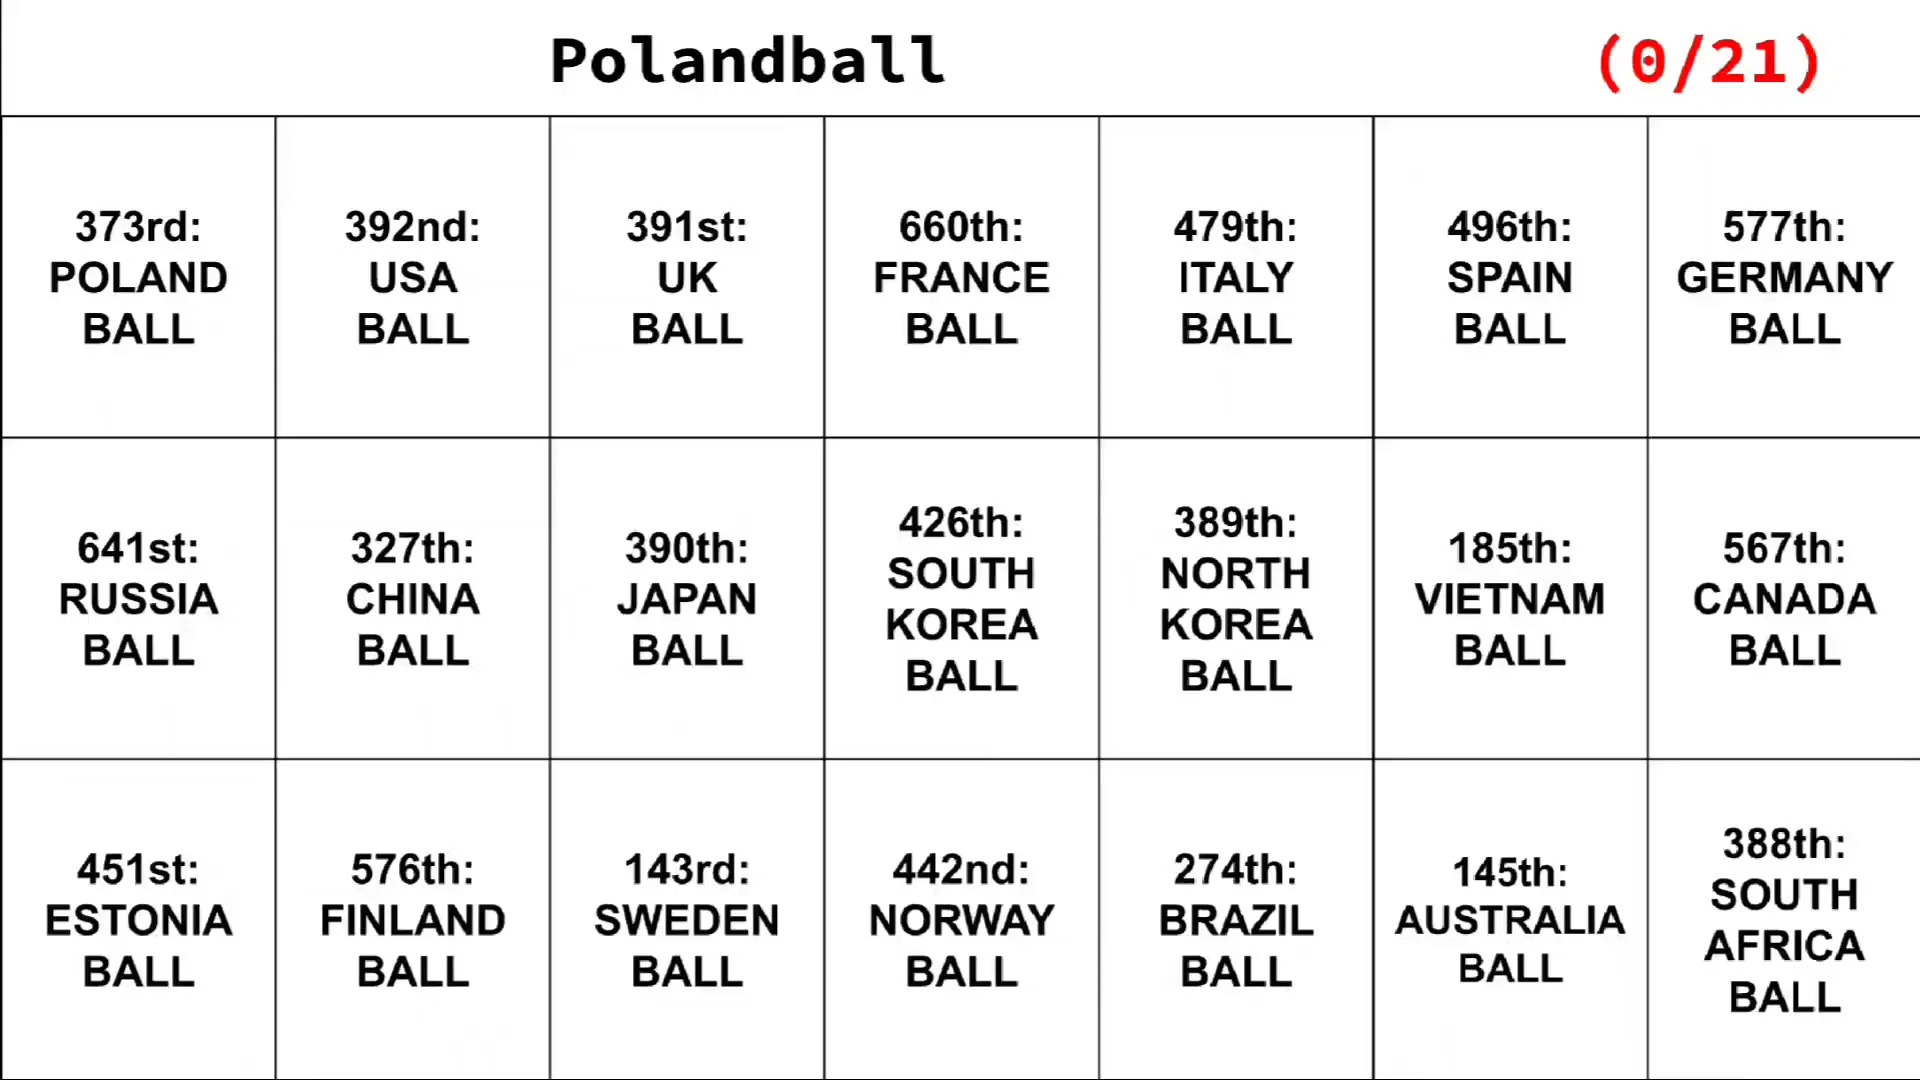 Polandball
(0/21)
373rd:
POLAND
BALL
392nd:
USA
BALL
391st:
UK
BALL
660th:
FRANCE
BALL
479th:
ITALY
BALL
496th:
SPAIN
BALL
577th:
GERMANY
BALL
641st:
RUSSIA
BALL
327th:
CHINA
BALL
390th:
JAPAN
BALL
426th:
SOUTH
KOREA
BALL
389th:
NORTH
KOREA
BALL
185th:
VIETNAM
BALL
567th:
CANADA
BALL
451st:
ESTONIA
BALL
576th:
FINLAND
BALL
143rd:
SWEDEN
BALL
442nd:
NORWAY
BALL
274th:
BRAZIL
BALL
145th:
AUSTRALIA
BALL
388th:
SOUTH
AFRICA
BALL